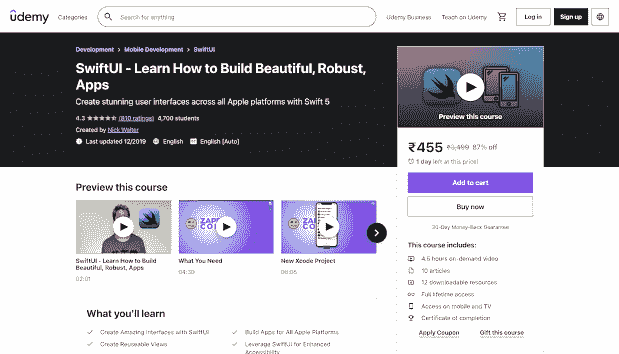 ûdemy
Categories
Search for anything
Udemy Business
Teach on Udemy
Log in
Sign up
Development > Mobile Development > SwiftUI
SwiftUI - Learn How to Build Beautiful, Robust,
Apps
Create stunning user interfaces across all Apple platforms with Swift 5
4.3 (810 ratings) 4,700 students
Created by Nick Walter
Last updated 12/2019 English English [Auto]
Preview this course
₹455 ₹3,499 87% off
1 day left at this price!
Add to cart
Buy now
30-Day Money-Back Guarantee
This course includes:
4.5 hours on-demand video
10 articles
12 downloadable resources
Full lifetime access
Access on mobile and TV
Certificate of completion
Apply Coupon Gift this course
Preview this course
SwiftUI - Learn How to Build
Beautiful, Robust, Apps
02:01
What You Need
04:30
New Xcode Project
What you'll learn
Create Amazing Interfaces with SwiftUI
Create Reuseable Views
Build Apps for All Apple Platforms
Leverage SwiftUI for Enhanced
Accessibility